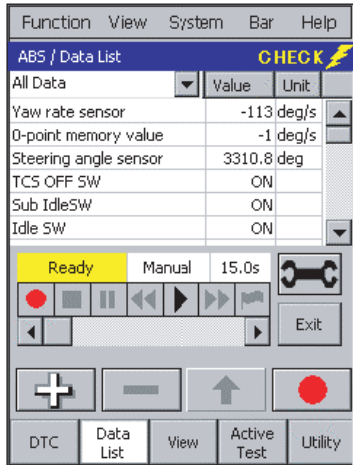 Function View System Bar Help
ABS / Data List CHECK
All Data Value Unit
Yaw rate sensor -113 deg/s
0-point memory value -1 deg/s
Steering angle sensor 3310.8 deg
TCS OFF SW ON
Sub IdleSW ON
Idle SW ON
Ready Manual 15.0s
Exit
DTC Data List View Active Test Utility